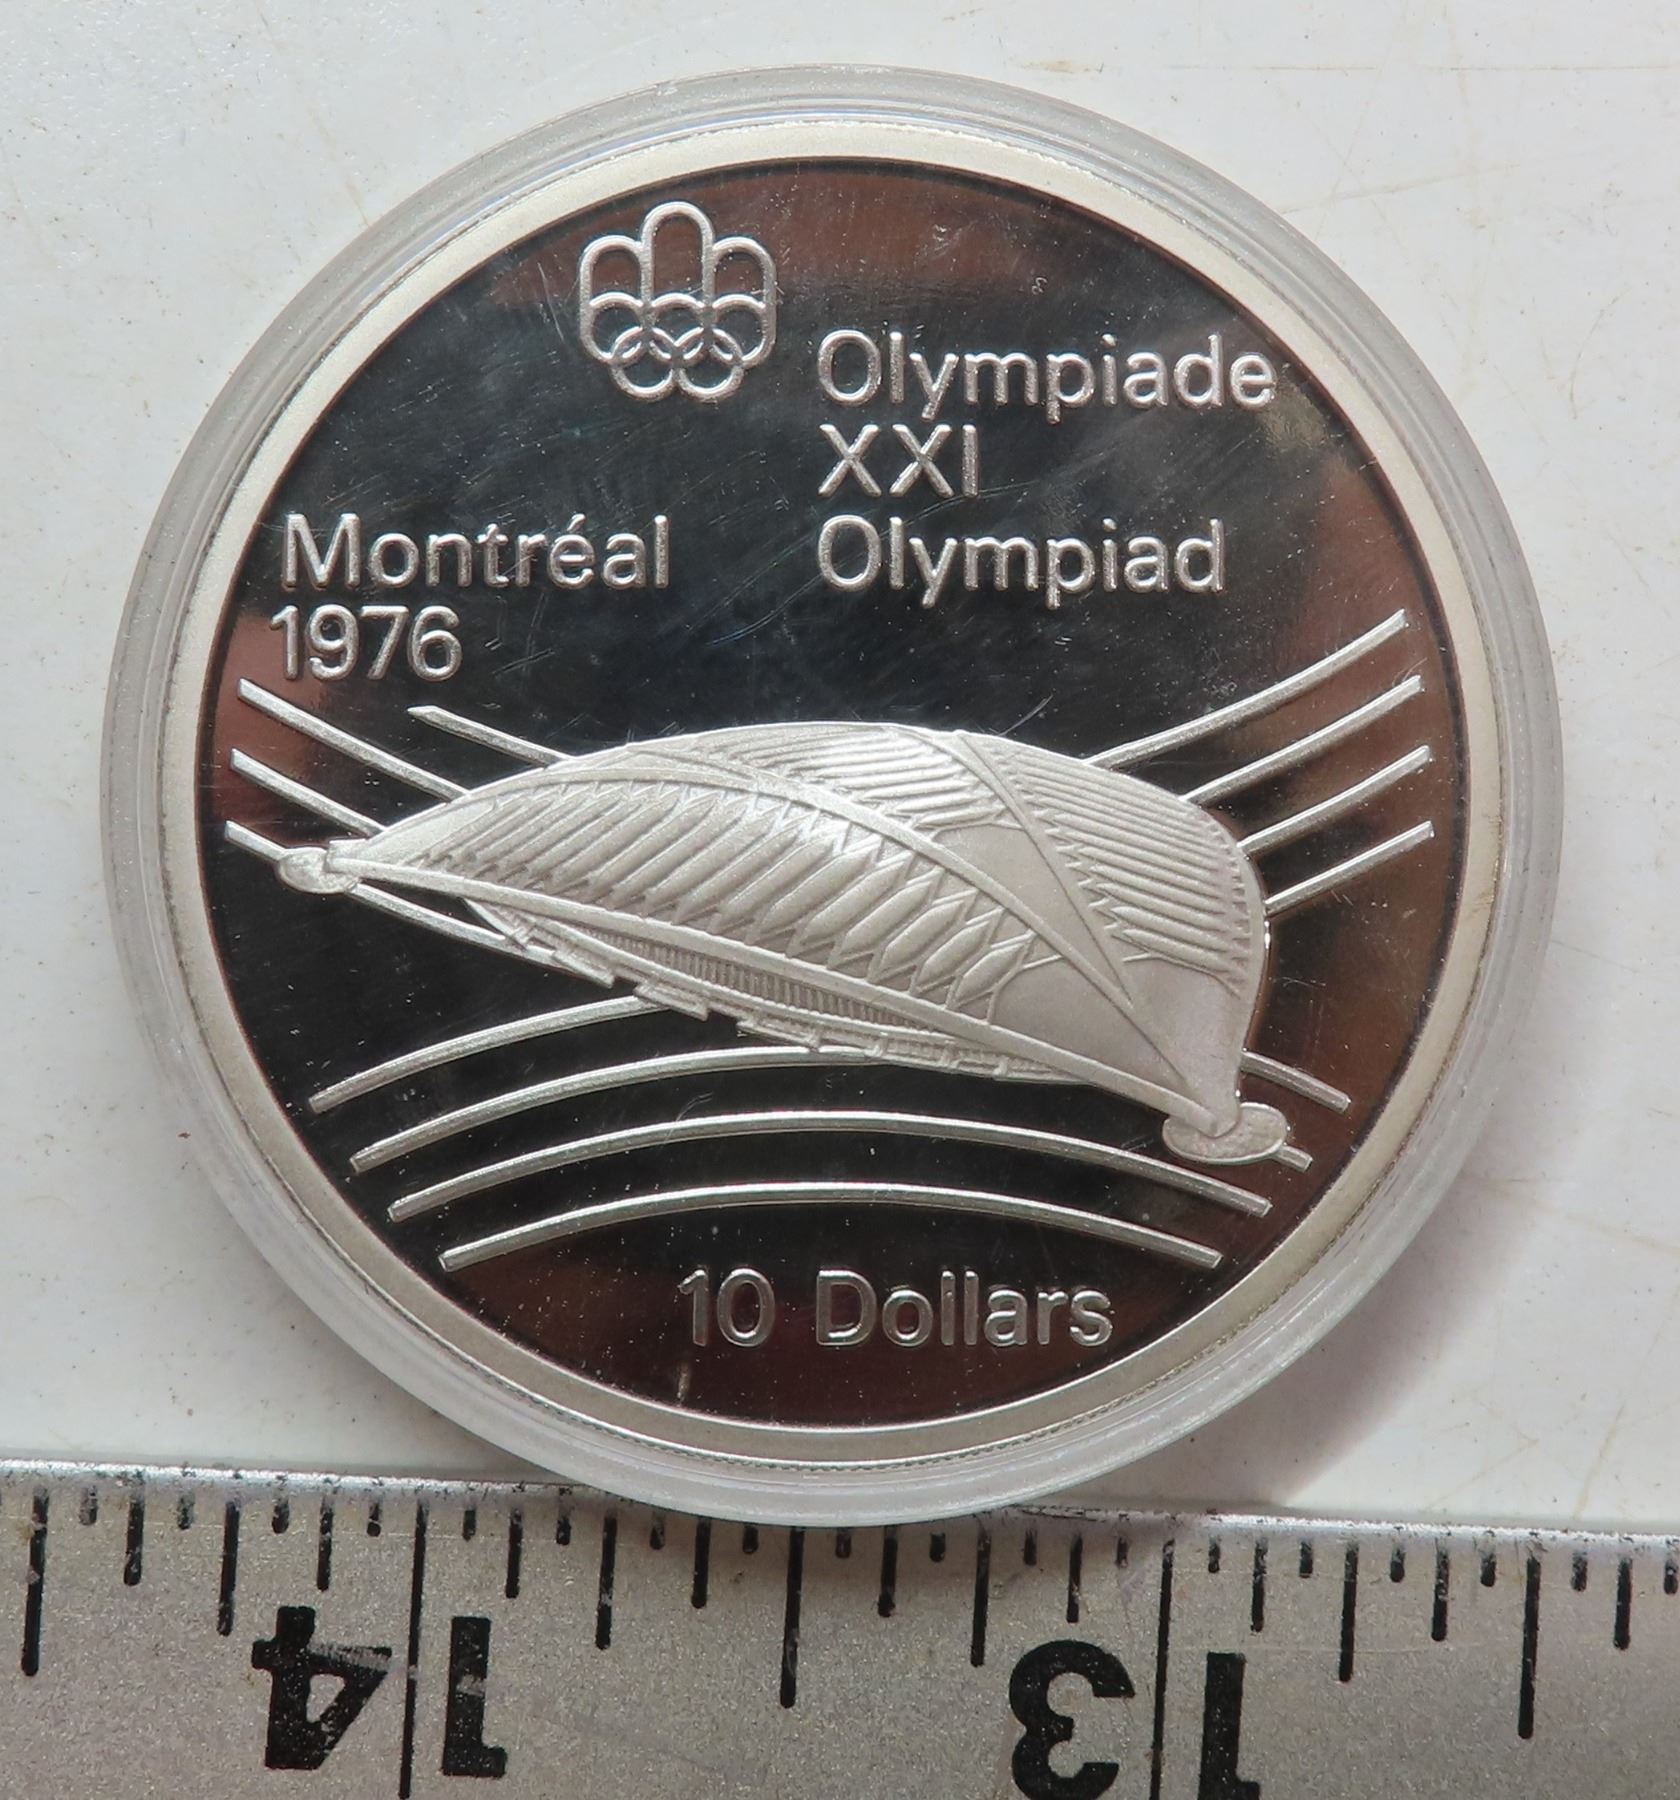 Olympiade
XXI
Olympiad
Montréal
1976
10 Dollars
14
13